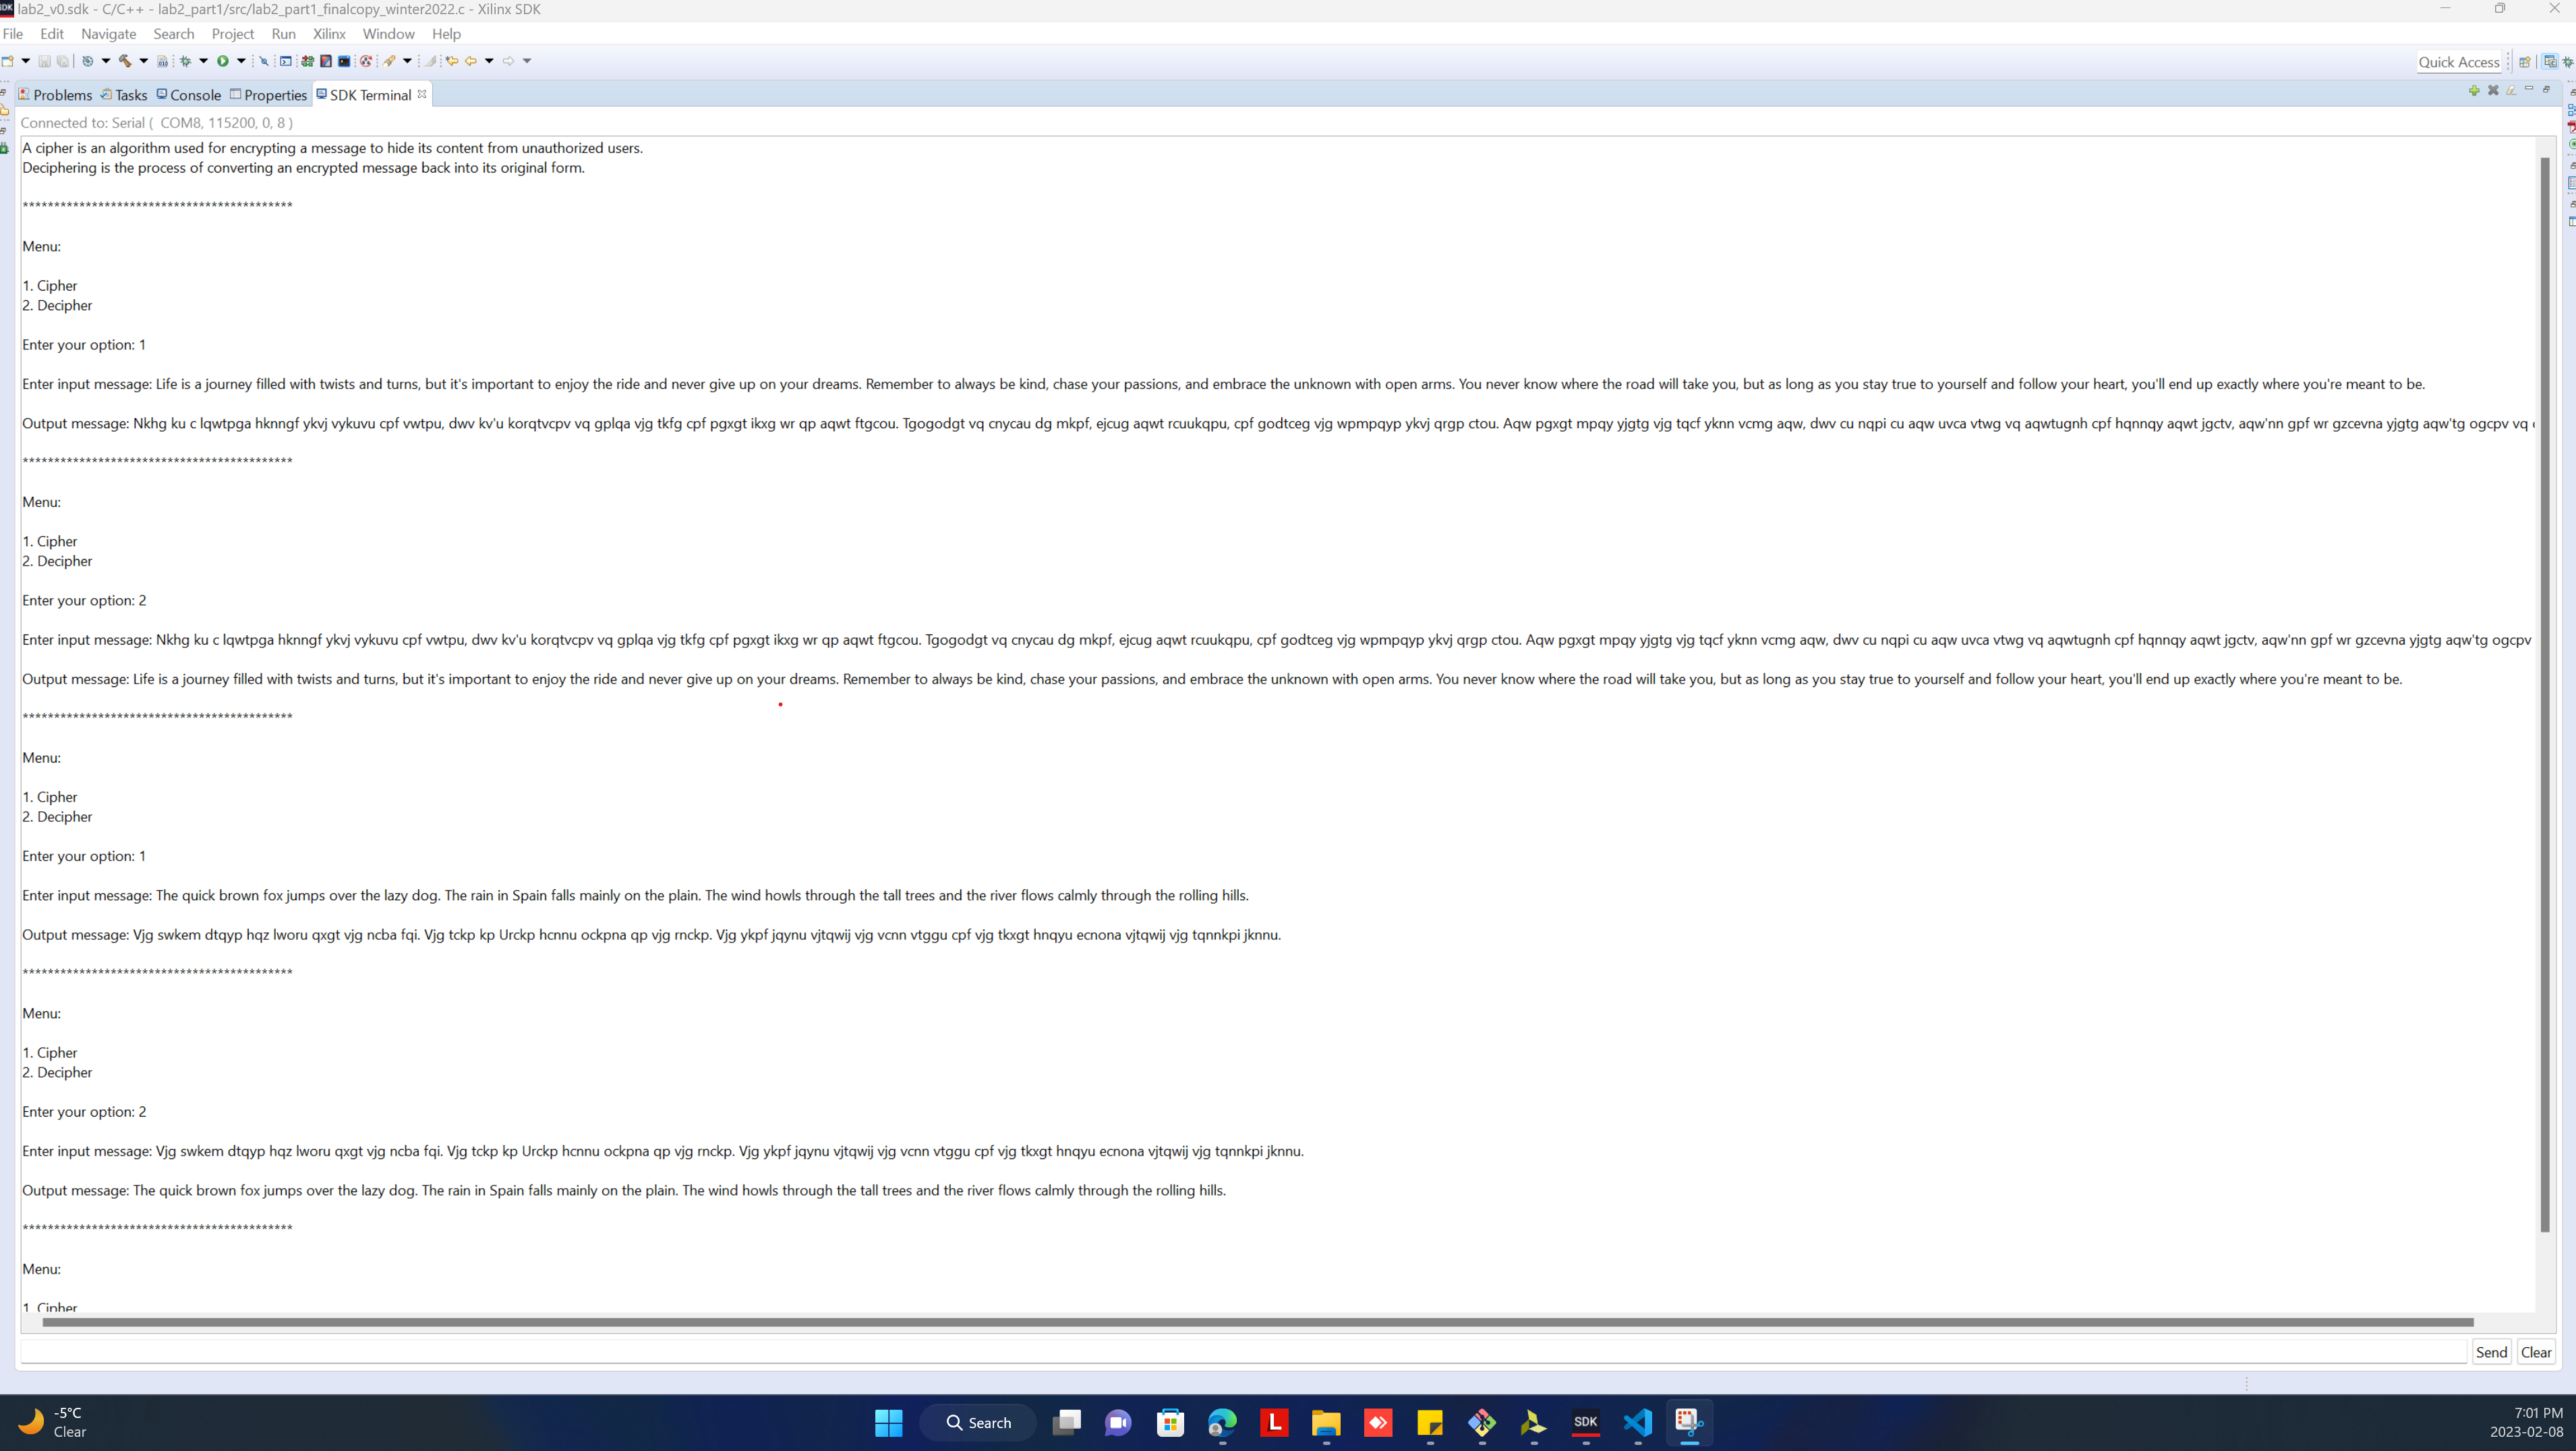 lab2_v0.sdk - C/C++ - lab2_part1/src/lab2_part1_finalcopy_winter2022.c - Xilinx SDK
File Edit Navigate Search Project Run Xilinx Window Help
Quick Access
Problems Tasks Console Properties SDK Terminal
Connected to: Serial ( COM8, 115200, 0, 8 )
A cipher is an algorithm used for encrypting a message to hide its content from unauthorized users.
Deciphering is the process of converting an encrypted message back into its original form.
*******************************************
Menu:
1. Cipher
2. Decipher
Enter your option: 1
Enter input message: Life is a journey filled with twists and turns, but it's important to enjoy the ride and never give up on your dreams. Remember to always be kind, chase your passions, and embrace the unknown with open arms. You never know where the road will take you, but as long as you stay true to yourself and follow your heart, you'll end up exactly where you're meant to be.
Output message: Nkhg ku c lqwtpga hknngf ykvj vykuvu cpf vwtpu, dwv kv'u korqtvcpv vq gplqa vjg tkfg cpf pgxgt ikxg wr qp aqwt ftgcou. Tgogodgt vq cnycau dg mkpf, ejcug aqwt rcuukqpu, cpf godtceg vjg wpmpqyp ykvj qrgp ctou. Aqw pgxgt mpqy yjgtg vjg tqcf yknn vcmg aqw, dwv cu nqpi cu aqw uvca vtwg vq aqwtugnh cpf hqnnqy aqwt jgctv, aqw'nn gpf wr gzcevna yjgtg aqw'tg ogcpv vq
*******************************************
Menu:
1. Cipher
2. Decipher
Enter your option: 2
Enter input message: Nkhg ku c lqwtpga hknngf ykvj vykuvu cpf vwtpu, dwv kv'u korqtvcpv vq gplqa vjg tkfg cpf pgxgt ikxg wr qp aqwt ftgcou. Tgogodgt vq cnycau dg mkpf, ejcug aqwt rcuukqpu, cpf godtceg vjg wpmpqyp ykvj qrgp ctou. Aqw pgxgt mpqy yjgtg vjg tqcf yknn vcmg aqw, dwv cu nqpi cu aqw uvca vtwg vq aqwtugnh cpf hqnnqy aqwt jgctv, aqw'nn gpf wr gzcevna yjgtg aqw'tg ogcpv
Output message: Life is a journey filled with twists and turns, but it's important to enjoy the ride and never give up on your dreams. Remember to always be kind, chase your passions, and embrace the unknown with open arms. You never know where the road will take you, but as long as you stay true to yourself and follow your heart, you'll end up exactly where you're meant to be.
*******************************************
Menu:
1. Cipher
2. Decipher
Enter your option: 1
Enter input message: The quick brown fox jumps over the lazy dog. The rain in Spain falls mainly on the plain. The wind howls through the tall trees and the river flows calmly through the rolling hills.
Output message: Vjg swkem dtqyp hqz lworu qxgt vjg ncba fqi. Vjg tckp kp Urckp hcnnu ockpna qp vjg rnckp. Vjg ykpf jqynu vjtqwij vjg vcnn vtggu cpf vjg tkxgt hnqyu ecnona vjtqwij vjg tqnnkpi jknnu.
*******************************************
Menu:
1. Cipher
2. Decipher
Enter your option: 2
Enter input message: Vjg swkem dtqyp hqz lworu qxgt vjg ncba fqi. Vjg tckp kp Urckp hcnnu ockpna qp vjg rnckp. Vjg ykpf jqynu vjtqwij vjg vcnn vtggu cpf vjg tkxgt hnqyu ecnona vjtqwij vjg tqnnkpi jknnu.
Output message: The quick brown fox jumps over the lazy dog. The rain in Spain falls mainly on the plain. The wind howls through the tall trees and the river flows calmly through the rolling hills.
*******************************************
Menu:
1. Cipher
Send Clear
-5°C
Clear
Search
L
SDK
7:01 PM
2023-02-08